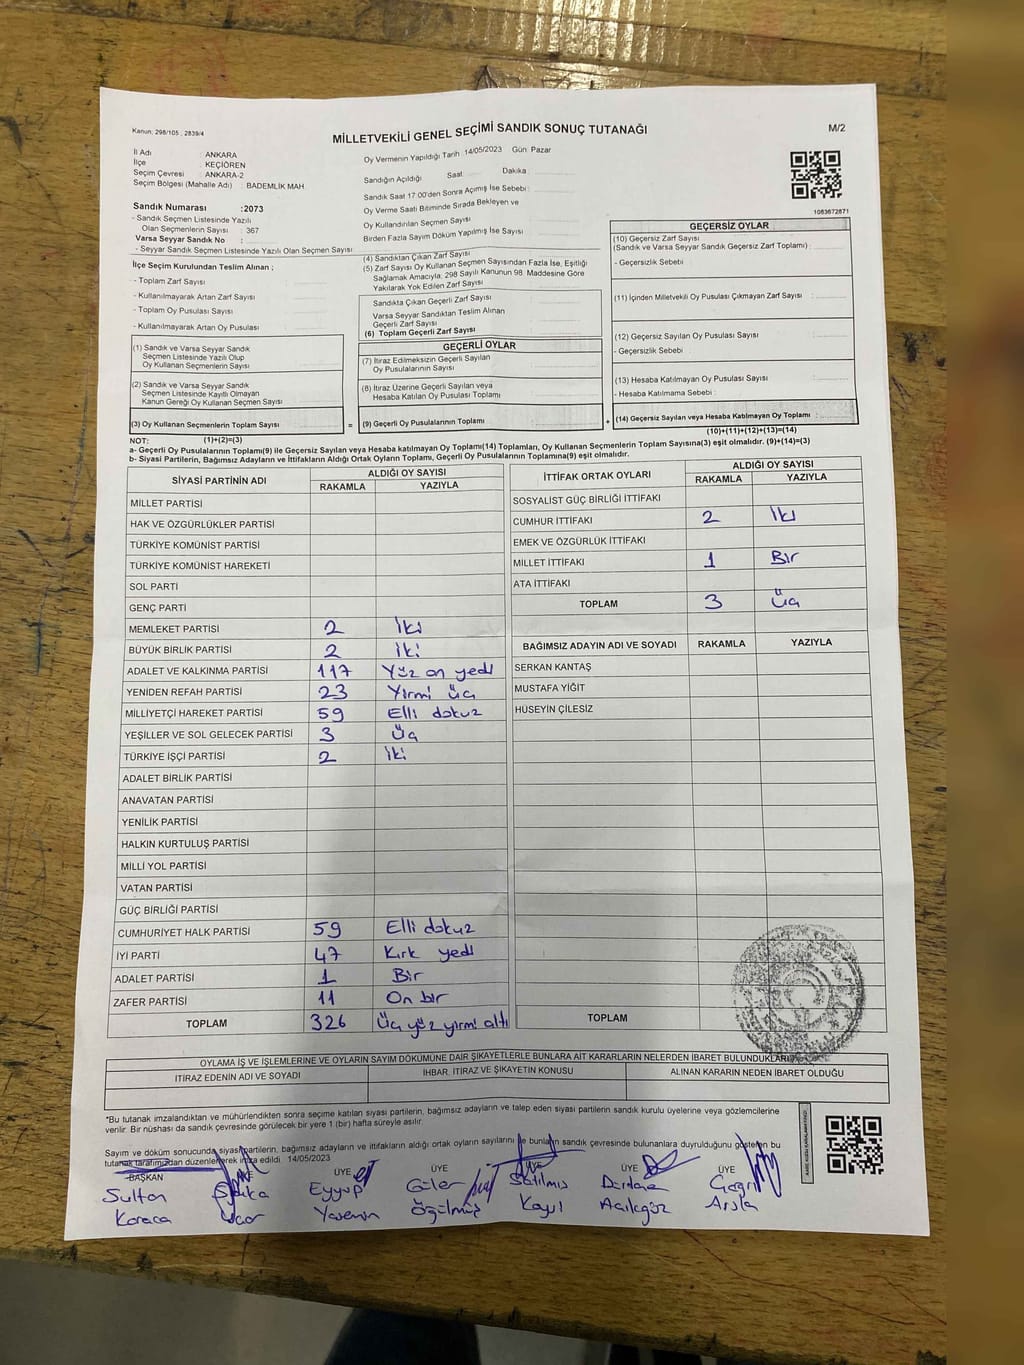 Kanun: 298/105 ; 2839/4
MİLLETVEKİLİ GENEL SEÇİMİ SANDIK SONUÇ TUTANAĞI
M/2
İl Adı : ANKARA
İlçe : KEÇİÖREN
Seçim Çevresi : ANKARA-2
Seçim Bölgesi (Mahalle Adı) : BADEMLİK MAH
Sandık Numarası :2073
- Sandık Seçmen Listesinde Yazılı
Olan Seçmenlerin Sayısı : 367
Varsa Seyyar Sandık No :
- Seyyar Sandık Seçmen Listesinde Yazılı Olan Seçmen Sayısı:
Oy Vermenin Yapıldığı Tarih :14/05/2023 Gün: Pazar
Sandığın Açıldığı Saat: Dakika :
Sandık Saat 17:00'den Sonra Açımış İse Sebebi :
Oy Verme Saati Bitiminde Sırada Bekleyen ve
Oy Kullandırılan Seçmen Sayısı :
Birden Fazla Sayım Döküm Yapılmış İse Sayısı :
1083672871
İlçe Seçim Kurulundan Teslim Alınan ;
- Toplam Zarf Sayısı :
- Kullanılmayarak Artan Zarf Sayısı :
- Toplam Oy Pusulası Sayısı :
- Kullanılmayarak Artan Oy Pusulası :
(4) Sandıktan Çıkan Zarf Sayısı :
(5) Zarf Sayısı Oy Kullanan Seçmen Sayısından Fazla İse, Eşitliği
Sağlamak Amacıyla, 298 Sayılı Kanunun 98. Maddesine Göre
Yakılarak Yok Edilen Zarf Sayısı :
Sandıkta Çıkan Geçerli Zarf Sayısı :
Varsa Seyyar Sandıktan Teslim Alınan
Geçerli Zarf Sayısı :
(6) Toplam Geçerli Zarf Sayısı :
GEÇERSİZ OYLAR
(10) Geçersiz Zarf Sayısı
(Sandık ve Varsa Seyyar Sandık Geçersiz Zarf Toplamı) :
- Geçersizlik Sebebi :
(11) İçinden Milletvekili Oy Pusulası Çıkmayan Zarf Sayısı :
(12) Geçersiz Sayılan Oy Pusulası Sayısı :
- Geçersizlik Sebebi :
(13) Hesaba Katılmayan Oy Pusulası Sayısı :
- Hesaba Katılmama Sebebi :
(14) Geçersiz Sayılan veya Hesaba Katılmayan Oy Toplamı :
(10)+(11)+(12)+(13)=(14)
(1) Sandık ve Varsa Seyyar Sandık
Seçmen Listesinde Yazılı Olup
Oy Kullanan Seçmenlerin Sayısı :
(2) Sandık ve Varsa Seyyar Sandık
Seçmen Listesinde Kayıtlı Olmayan
Kanun Gereği Oy Kullanan Seçmen Sayısı :
(3) Oy Kullanan Seçmenlerin Toplam Sayısı :
(1)+(2)=(3)
GEÇERLİ OYLAR
(7) İtiraz Edilmeksizin Geçerli Sayılan
Oy Pusulalarının Sayısı :
(8) İtiraz Üzerine Geçerli Sayılan veya
Hesaba Katılan Oy Pusulası Toplamı :
= (9) Geçerli Oy Pusulalarının Toplamı : +
NOT:
a- Geçerli Oy Pusulalarının Toplamı(9) ile Geçersiz Sayılan veya Hesaba katılmayan Oy Toplamı(14) Toplamları, Oy Kullanan Seçmenlerin Toplam Sayısına(3) eşit olmalıdır. (9)+(14)=(3)
b- Siyasi Partilerin, Bağımsız Adayların ve İttifakların Aldığı Ortak Oyların Toplamı, Geçerli Oy Pusulalarının Toplamına(9) eşit olmalıdır.
SİYASİ PARTİNİN ADI ALDIĞI OY SAYISI
RAKAMLA YAZIYLA
MİLLET PARTİSİ
HAK VE ÖZGÜRLÜKLER PARTİSİ
TÜRKİYE KOMÜNİST PARTİSİ
TÜRKİYE KOMÜNİST HAREKETİ
SOL PARTİ
GENÇ PARTİ
MEMLEKET PARTİSİ 2 İki
BÜYÜK BİRLİK PARTİSİ 2 İki
ADALET VE KALKINMA PARTİSİ 117 Yüz on yedi
YENİDEN REFAH PARTİSİ 23 Yirmi üç
MİLLİYETÇİ HAREKET PARTİSİ 59 Elli dokuz
YEŞİLLER VE SOL GELECEK PARTİSİ 3 Üç
TÜRKİYE İŞÇİ PARTİSİ 2 İki
ADALET BİRLİK PARTİSİ
ANAVATAN PARTİSİ
YENİLİK PARTİSİ
HALKIN KURTULUŞ PARTİSİ
MİLLİ YOL PARTİSİ
VATAN PARTİSİ
GÜÇ BİRLİĞİ PARTİSİ
CUMHURİYET HALK PARTİSİ 59 Elli dokuz
İYİ PARTİ 47 Kırk yedi
ADALET PARTİSİ 1 Bir
ZAFER PARTİSİ 11 On bir
TOPLAM 326 Üç yüz yirmi altı
İTTİFAK ORTAK OYLARI ALDIĞI OY SAYISI
RAKAMLA YAZIYLA
SOSYALİST GÜÇ BİRLİĞİ İTTİFAKI
CUMHUR İTTİFAKI 2 İki
EMEK VE ÖZGÜRLÜK İTTİFAKI
MİLLET İTTİFAKI 1 Bir
ATA İTTİFAKI
TOPLAM 3 Üç
BAĞIMSIZ ADAYIN ADI VE SOYADI RAKAMLA YAZIYLA
SERKAN KANTAŞ
MUSTAFA YİĞİT
HÜSEYİN ÇİLESİZ
TOPLAM
OYLAMA İŞ VE İŞLEMLERİNE VE OYLARIN SAYIM DÖKÜMÜNE DAİR ŞİKAYETLERLE BUNLARA AİT KARARLARIN NELERDEN İBARET BULUNDUKLARI
İTİRAZ EDENİN ADI VE SOYADI İHBAR, İTİRAZ VE ŞİKAYETİN KONUSU ALINAN KARARIN NEDEN İBARET OLDUĞU
*Bu tutanak imzalandıktan ve mühürlendikten sonra seçime katılan siyasi partilerin, bağımsız adayların ve talep eden siyasi partilerin sandık kurulu üyelerine veya gözlemcilerine
verilir. Bir nüshası da sandık çevresinde görülecek bir yere 1 (bir) hafta süreyle asılır.
Sayım ve döküm sonucunda siyasi partilerin, bağımsız adayların ve ittifakların aldığı ortak oyların sayılarını ve bunların sandık çevresinde bulunanlara duyrulduğunu gösteren bu
tutanak tarafımızdan düzenlenerek imza edildi. 14/05/2023
BAŞKAN ÜYE ÜYE ÜYE ÜYE ÜYE
Sultan Eyyüp Güler Satılmış
Karaca Özgülmüş